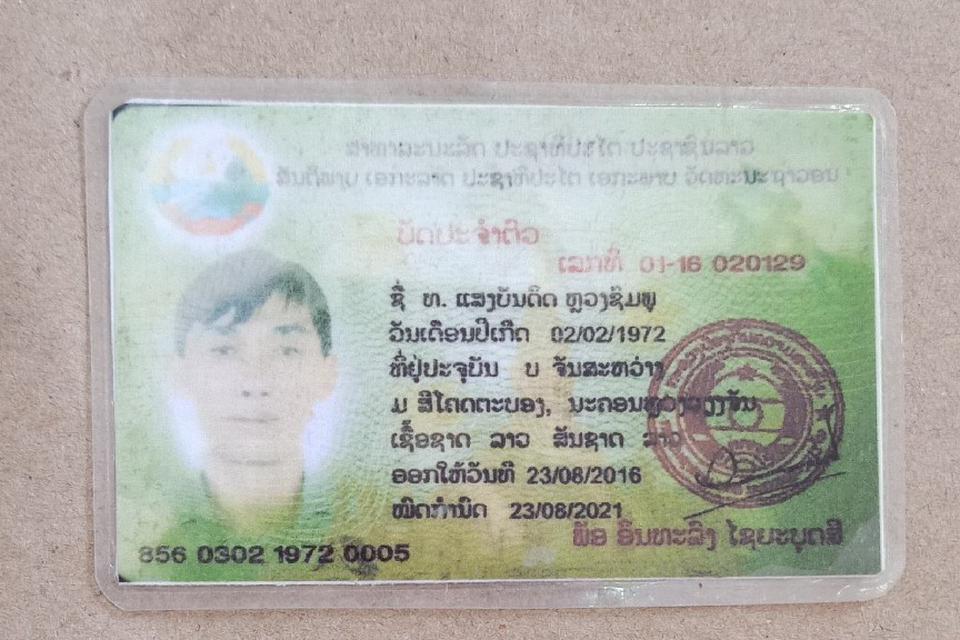 ສາທາລະນະລັດ ປະຊາທິປະໄຕ ປະຊາຊົນລາວ
ສັນຕິພາບ ເອກະລາດ ປະຊາທິປະໄຕ ເອກະພາບ ວັດທະນະຖາວອນ
ບັດປະຈຳຕົວ
ເລກທີ 01-16 020129
ຊື່ ທ. ແສງບັນດິດ ຫຼວງຊົມພູ
ວັນເດືອນປີເກີດ 02/02/1972
ທີ່ຢູ່ປະຈຸບັນ ບ ຈັນສະຫວ່າງ
ມ ສີໂຄດຕະບອງ, ນະຄອນຫຼວງວຽງຈັນ
ເຊື້ອຊາດ ລາວ ສັນຊາດ ລາວ
ອອກໃຫ້ວັນທີ 23/08/2016
ໝົດກຳນົດ 23/08/2021
ພັອ ອິນທະລົງ ໄຊຍະບຸດສີ
856 0302 1972 0005